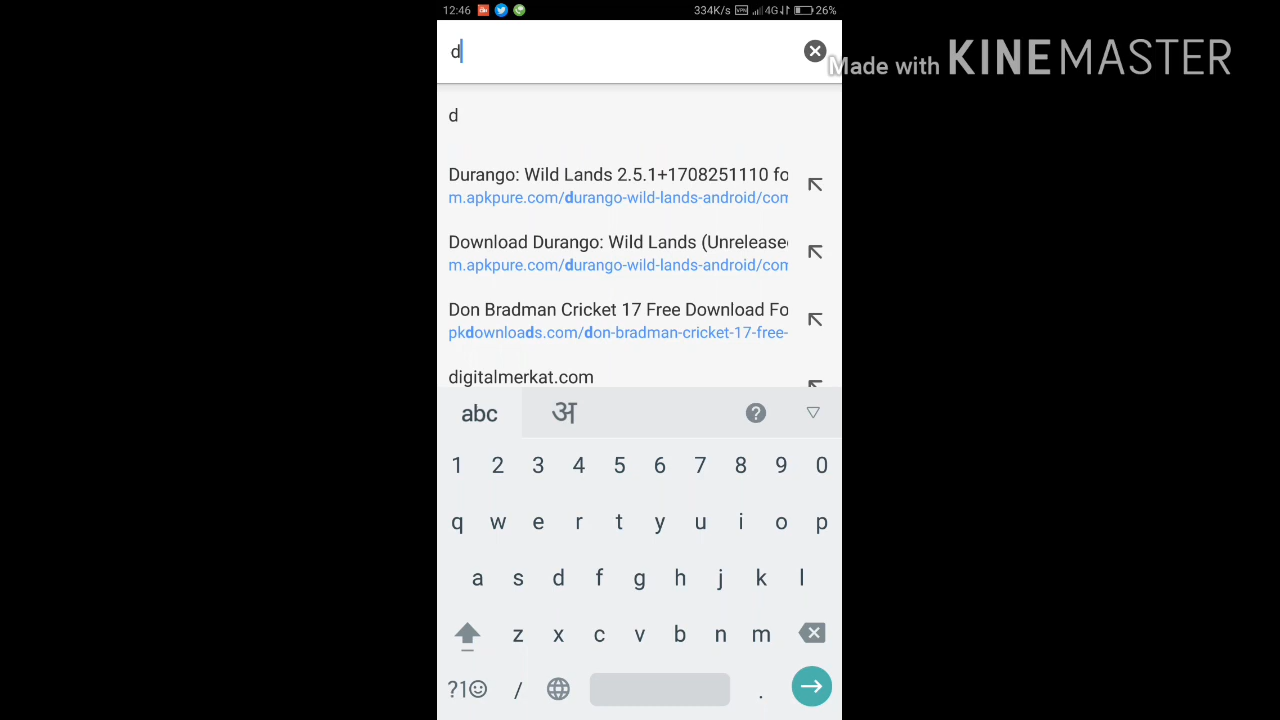 12:46 334K/s VPN 4G 26%
d
Made with KINEMASTER
d
Durango: Wild Lands 2.5.1+1708251110 fo
m.apkpure.com/durango-wild-lands-android/com
Download Durango: Wild Lands (Unrelease
m.apkpure.com/durango-wild-lands-android/com
Don Bradman Cricket 17 Free Download Fo
pkdownloads.com/don-bradman-cricket-17-free-
digitalmerkat.com
abc अ ?
1 2 3 4 5 6 7 8 9 0
q w e r t y u i o p
a s d f g h j k l
z x c v b n m
?1☺ / .